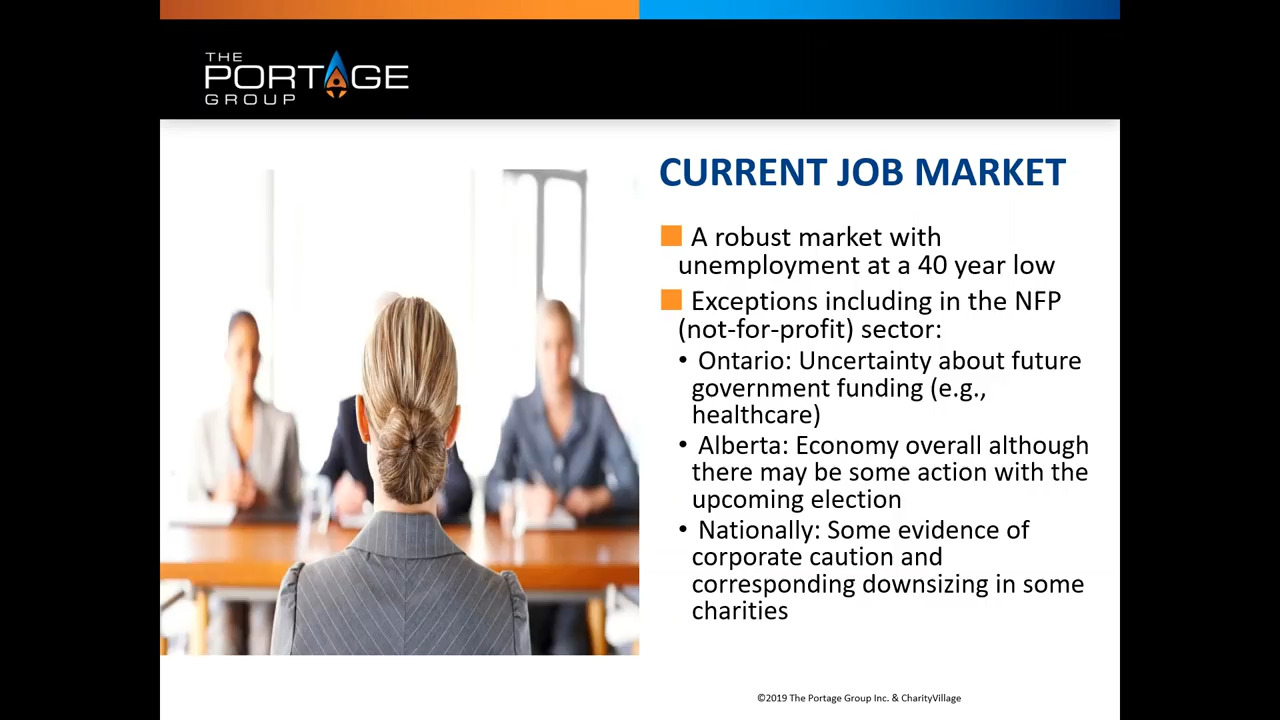 THE
PORTAGE
GROUP
CURRENT JOB MARKET
A robust market with
unemployment at a 40 year low
Exceptions including in the NFP
(not-for-profit) sector:
• Ontario: Uncertainty about future
government funding (e.g.,
healthcare)
• Alberta: Economy overall although
there may be some action with the
upcoming election
• Nationally: Some evidence of
corporate caution and
corresponding downsizing in some
charities
©2019 The Portage Group Inc. & CharityVillage